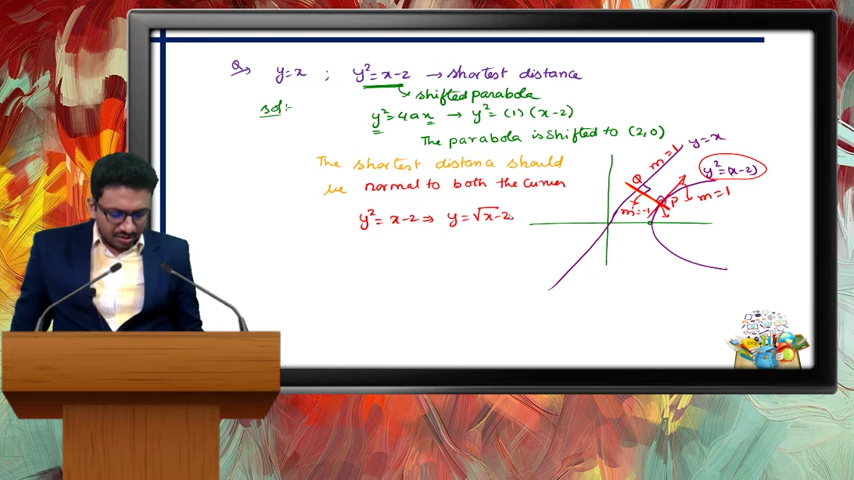 Q y=x ; y²=x-2 → shortest distance
↳ shifted parabola
sol:-
y²=4ax → y²=(1)(x-2)
The parabola is shifted to (2,0)
The shortest distance should
be normal to both the curves
y²= x-2 ⇒ y=√x-2
y=x
m=1
y²=(x-2)
Q
P
m=1
m=-1